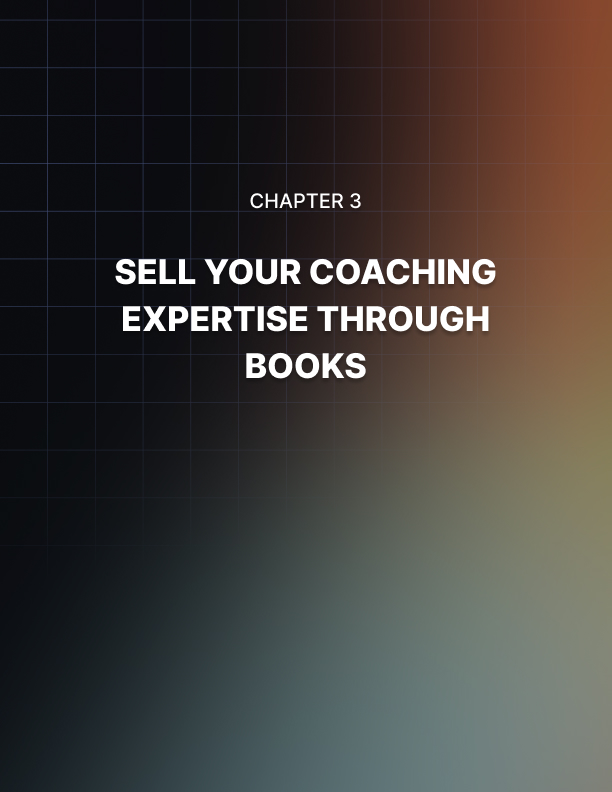 CHAPTER 3
SELL YOUR COACHING
EXPERTISE THROUGH
BOOKS